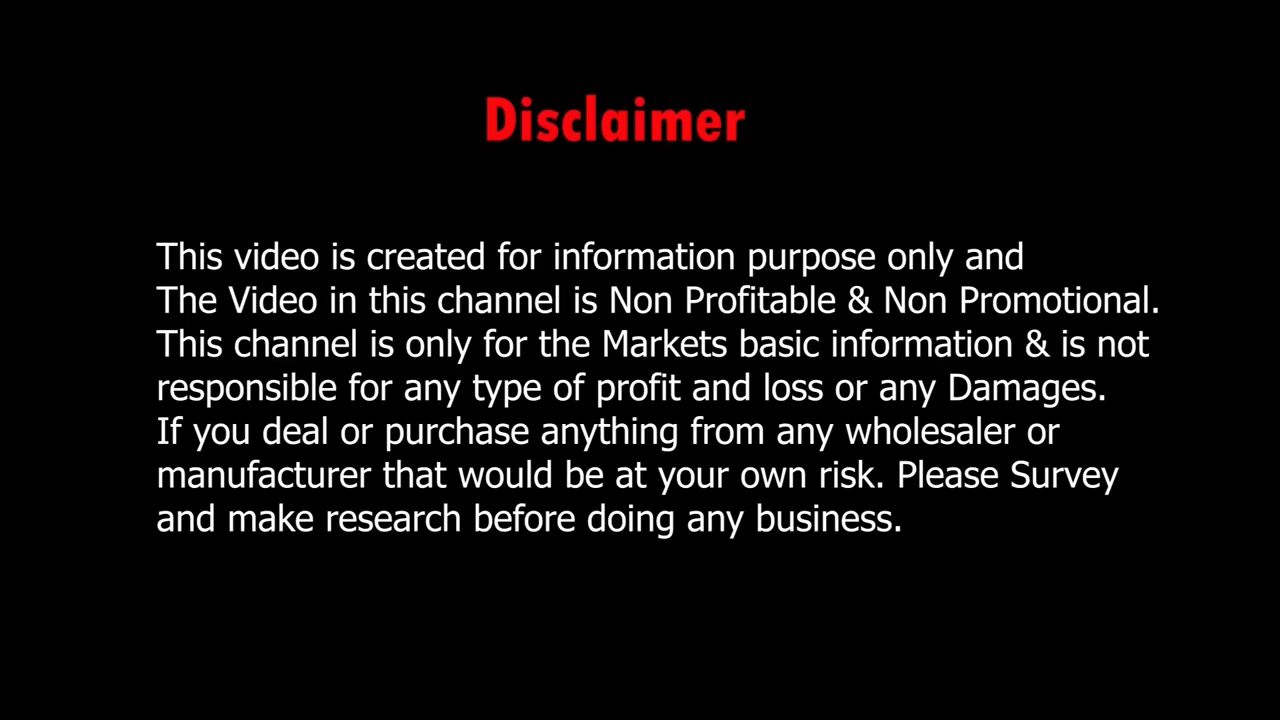 Disclaimer
This video is created for information purpose only and
The Video in this channel is Non Profitable & Non Promotional.
This channel is only for the Markets basic information & is not
responsible for any type of profit and loss or any Damages.
If you deal or purchase anything from any wholesaler or
manufacturer that would be at your own risk. Please Survey
and make research before doing any business.